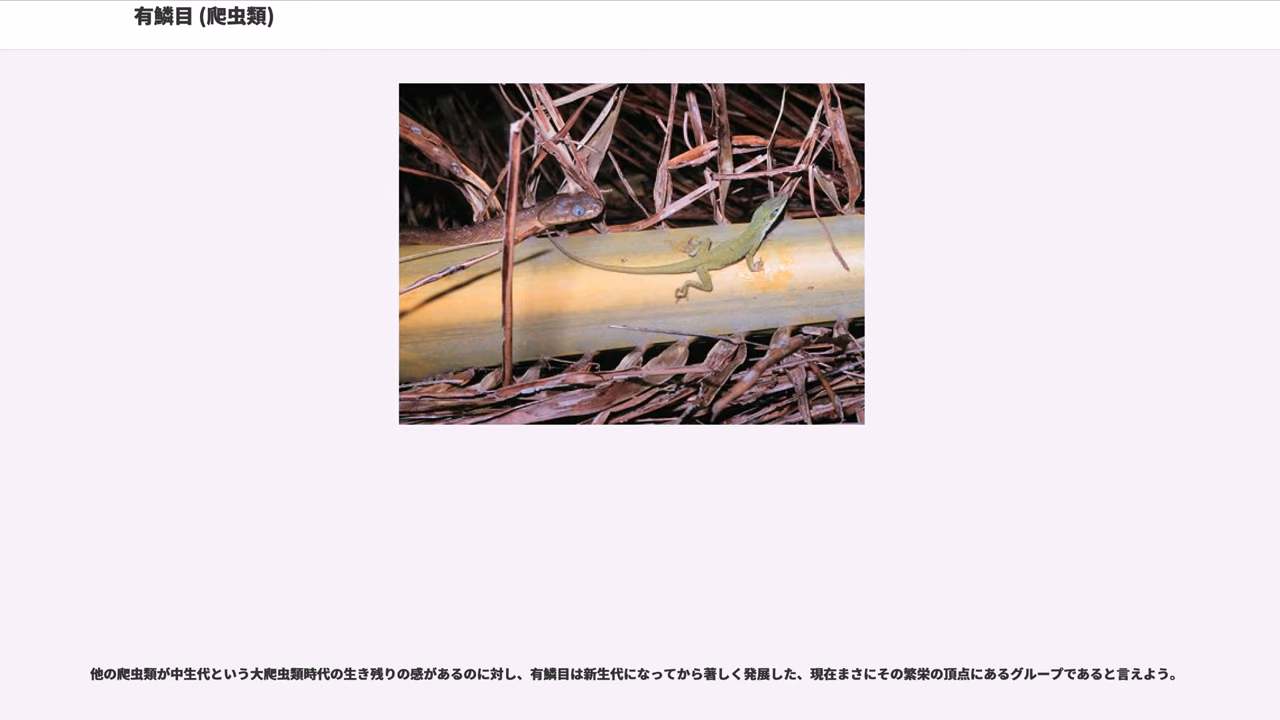 有鱗目 (爬虫類)
他の爬虫類が中生代という大爬虫類時代の生き残りの感があるのに対し、有鱗目は新生代になってから著しく発展した、現在まさにその繁栄の頂点にあるグループであると言えよう。